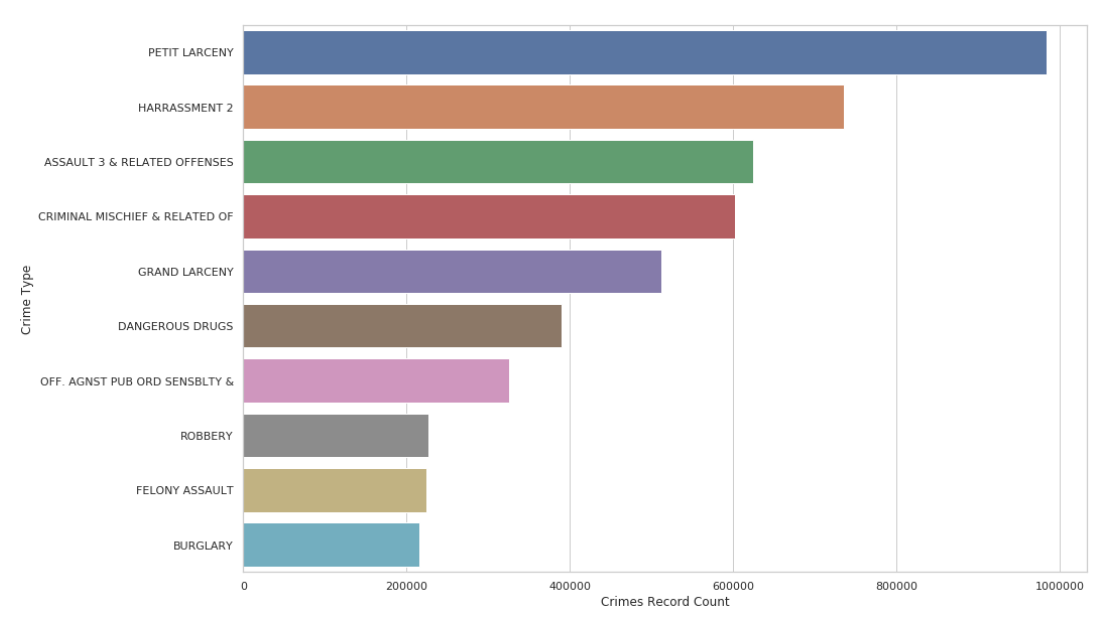 PETIT LARCENY
HARRASSMENT 2
ASSAULT 3 & RELATED OFFENSES
CRIMINAL MISCHIEF & RELATED OF
GRAND LARCENY
DANGEROUS DRUGS
OFF. AGNST PUB ORD SENSBLTY &
ROBBERY
FELONY ASSAULT
BURGLARY
Crime Type
0 200000 400000 600000 800000 1000000
Crimes Record Count